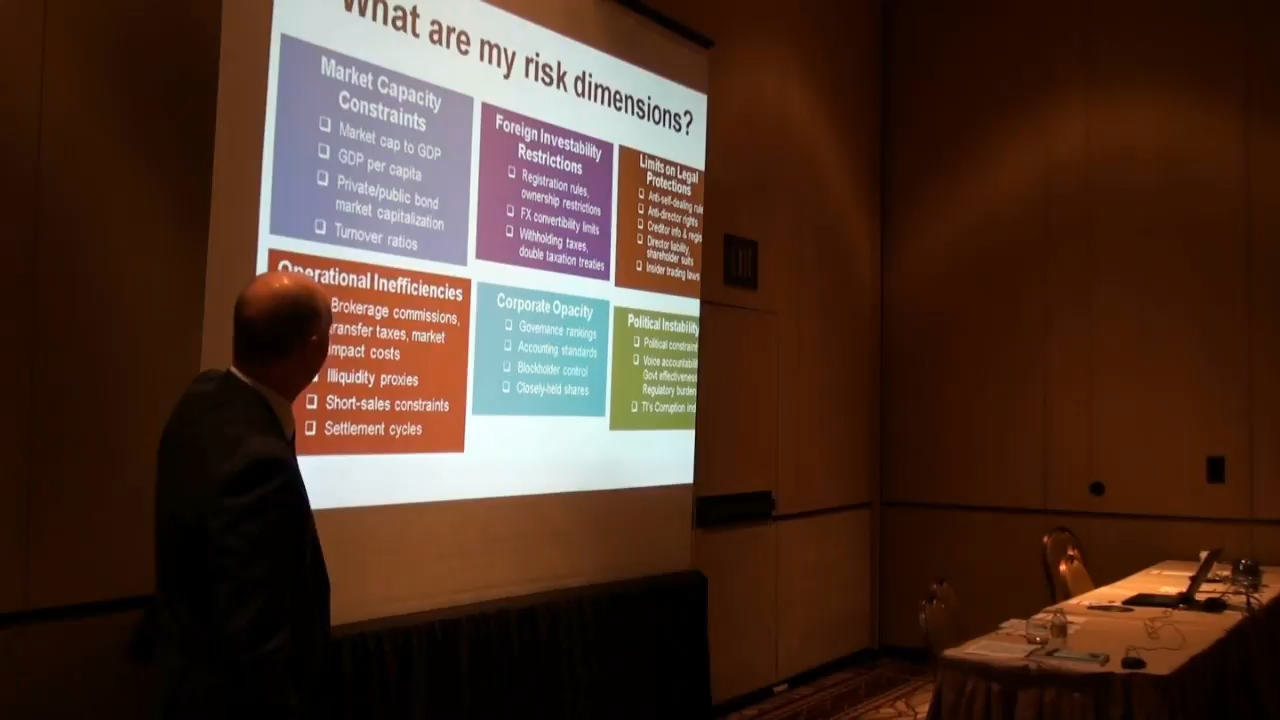 What are my risk dimensions?
Market Capacity
Constraints
Market cap to GDP
GDP per capita
Private/public bond
market capitalization
Turnover ratios
Foreign Investability
Restrictions
Registration rules,
ownership restrictions
FX convertibility limits
Withholding taxes,
double taxation treaties
Limits on Legal
Protections
Anti-self-dealing rule
Anti-director rights
Creditor info & regis
Director liability,
shareholder suits
Insider trading laws
Operational Inefficiencies
Brokerage commissions,
transfer taxes, market
impact costs
Illiquidity proxies
Short-sales constraints
Settlement cycles
Corporate Opacity
Governance rankings
Accounting standards
Blockholder control
Closely-held shares
Political Instability
Political constraint
Voice accountabili
Govt effectiveness
Regulatory burden
TI's Corruption Ind